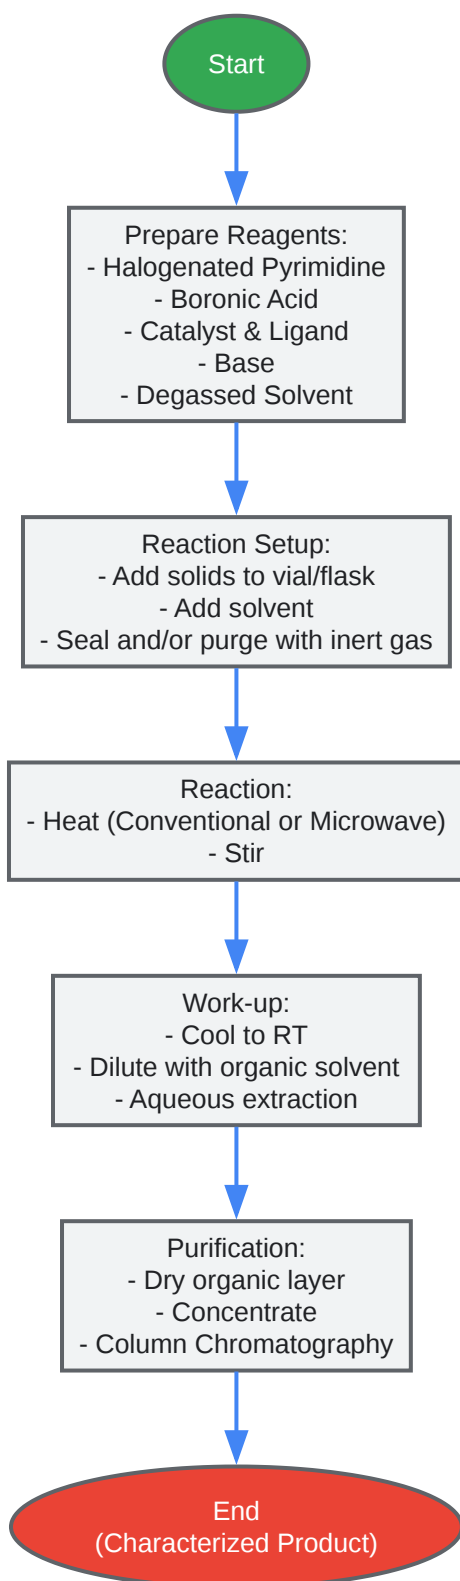 Start
Prepare Reagents:
- Halogenated Pyrimidine
- Boronic Acid
- Catalyst & Ligand
- Base
- Degassed Solvent
Reaction Setup:
- Add solids to vial/flask
- Add solvent
- Seal and/or purge with inert gas
Reaction:
- Heat (Conventional or Microwave)
- Stir
Work-up:
- Cool to RT
- Dilute with organic solvent
- Aqueous extraction
Purification:
- Dry organic layer
- Concentrate
- Column Chromatography
End
(Characterized Product)